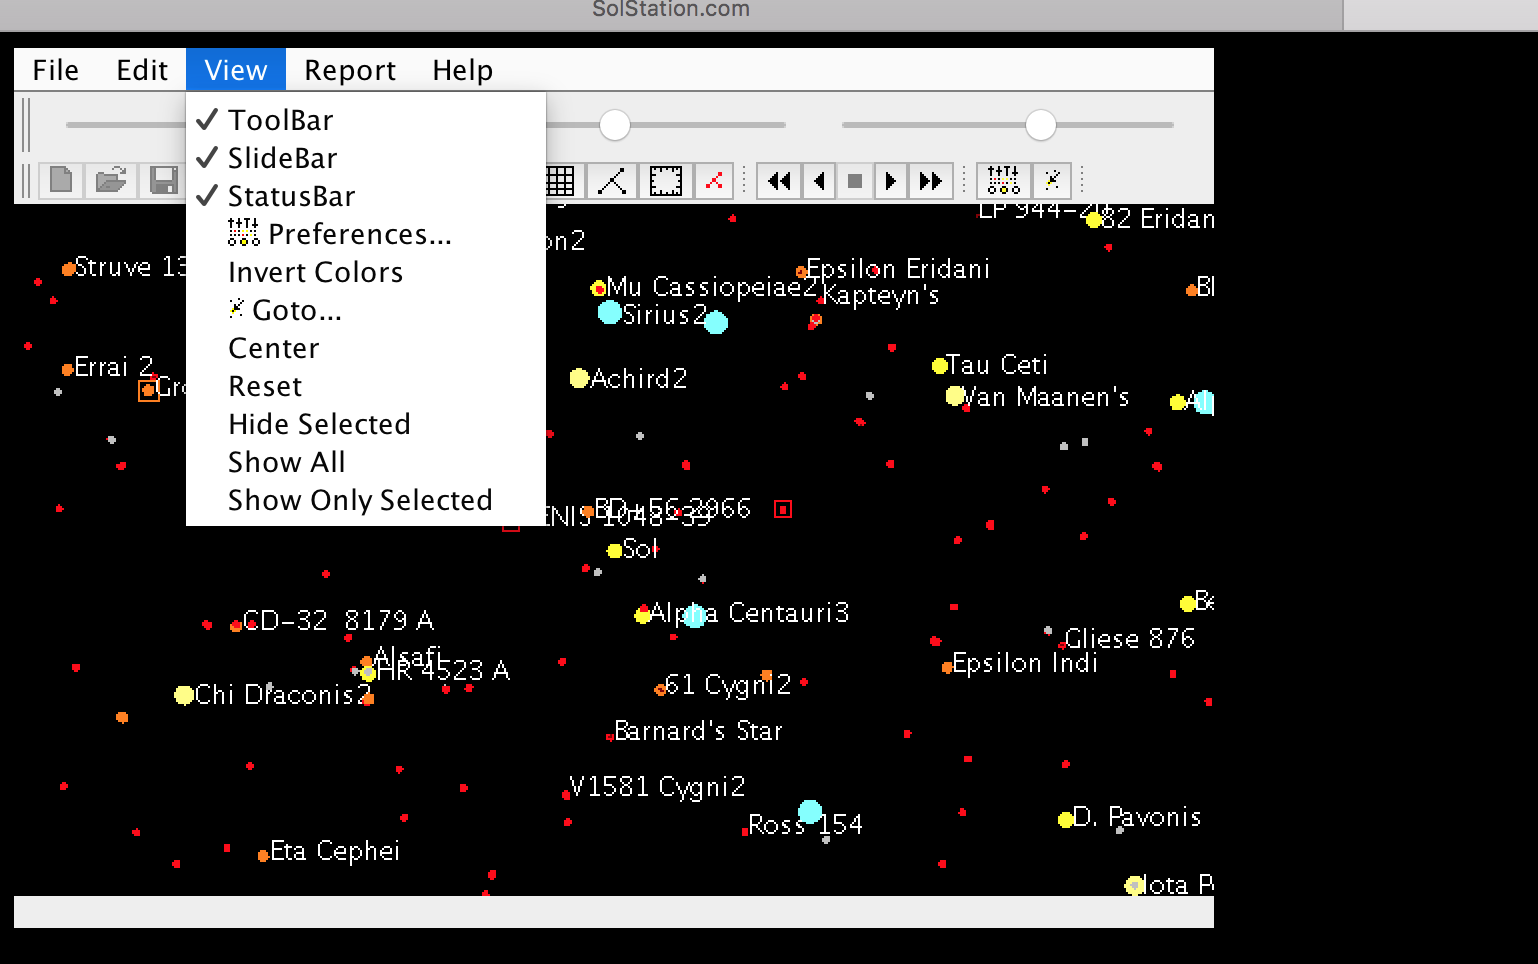 SolStation.com
File Edit View Report Help
ToolBar
SlideBar
StatusBar
Preferences...
Invert Colors
Goto...
Center
Reset
Hide Selected
Show All
Show Only Selected
LP 944-20
82 Eridan
on2
Struve 13
Epsilon Eridani
Mu Cassiopeiae2
Kapteyn's
Bl
Sirius2
Errai 2
Gro
Achird2
Tau Ceti
Van Maanen's
BD+56 2966
ENIS 1048-39
Sol
CD-32 8179 A
Alpha Centauri3
Be
Alsafi
HR 4523 A
Gliese 876
Epsilon Indi
Chi Draconis2
61 Cygni2
Barnard's Star
V1581 Cygni2
Ross 154
D. Pavonis
Eta Cephei
Iota P